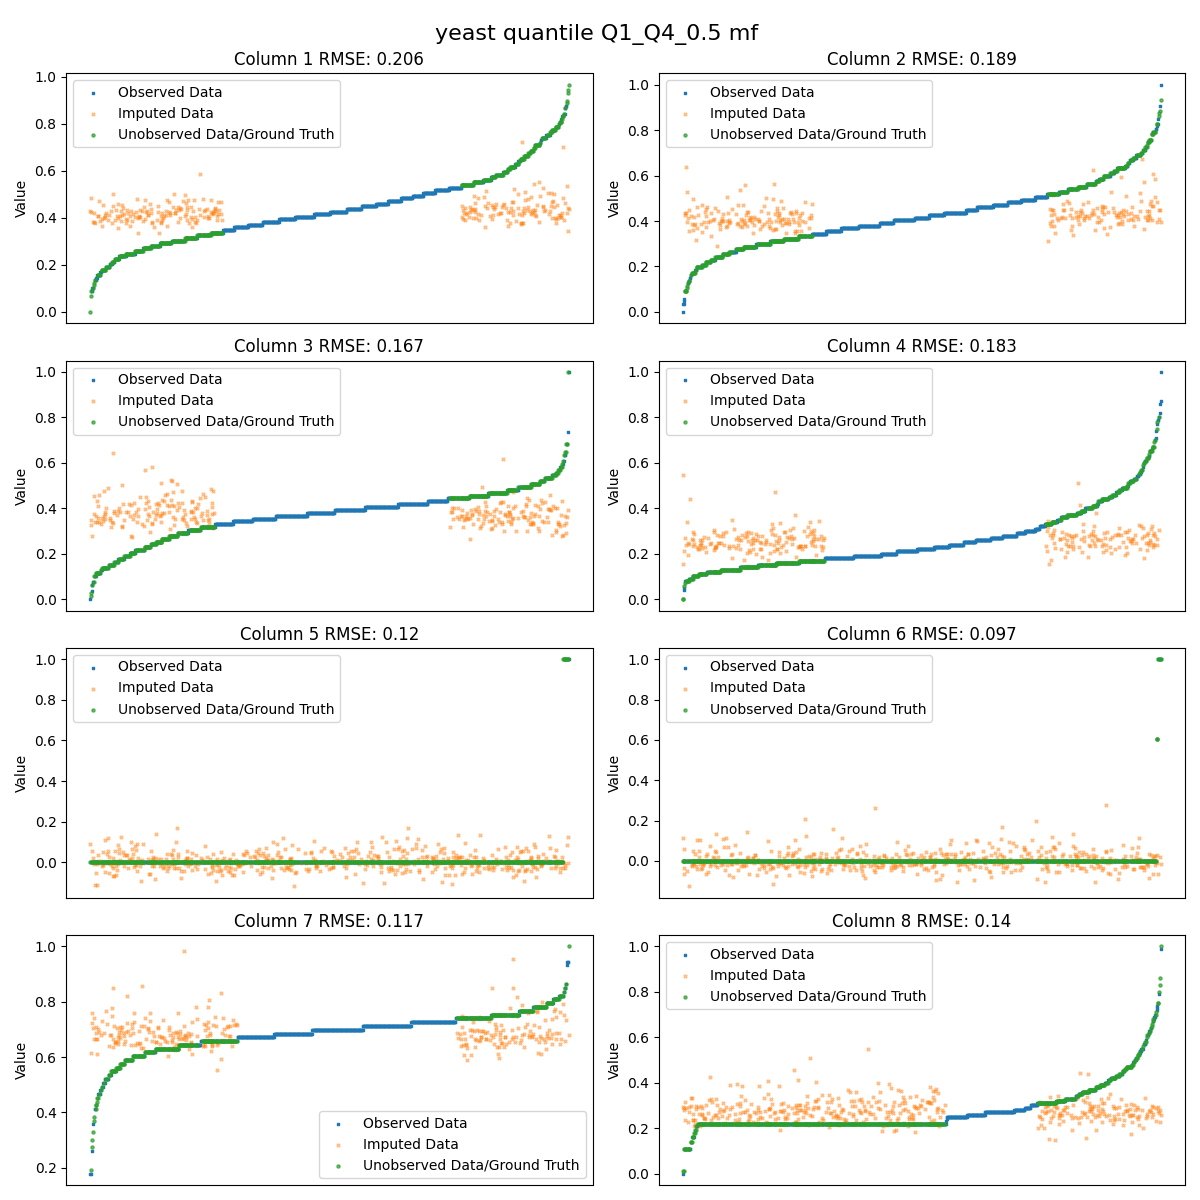 yeast quantile Q1_Q4_0.5 mf
Column 1 RMSE: 0.206
Value
1.0
0.8
0.6
0.4
0.2
0.0
Observed Data
Imputed Data
Unobserved Data/Ground Truth
Column 2 RMSE: 0.189
Value
1.0
0.8
0.6
0.4
0.2
0.0
Observed Data
Imputed Data
Unobserved Data/Ground Truth
Column 3 RMSE: 0.167
Value
1.0
0.8
0.6
0.4
0.2
0.0
Observed Data
Imputed Data
Unobserved Data/Ground Truth
Column 4 RMSE: 0.183
Value
1.0
0.8
0.6
0.4
0.2
0.0
Observed Data
Imputed Data
Unobserved Data/Ground Truth
Column 5 RMSE: 0.12
Value
1.0
0.8
0.6
0.4
0.2
0.0
Observed Data
Imputed Data
Unobserved Data/Ground Truth
Column 6 RMSE: 0.097
Value
1.0
0.8
0.6
0.4
0.2
0.0
Observed Data
Imputed Data
Unobserved Data/Ground Truth
Column 7 RMSE: 0.117
Value
1.0
0.8
0.6
0.4
0.2
Observed Data
Imputed Data
Unobserved Data/Ground Truth
Column 8 RMSE: 0.14
Value
1.0
0.8
0.6
0.4
0.2
0.0
Observed Data
Imputed Data
Unobserved Data/Ground Truth